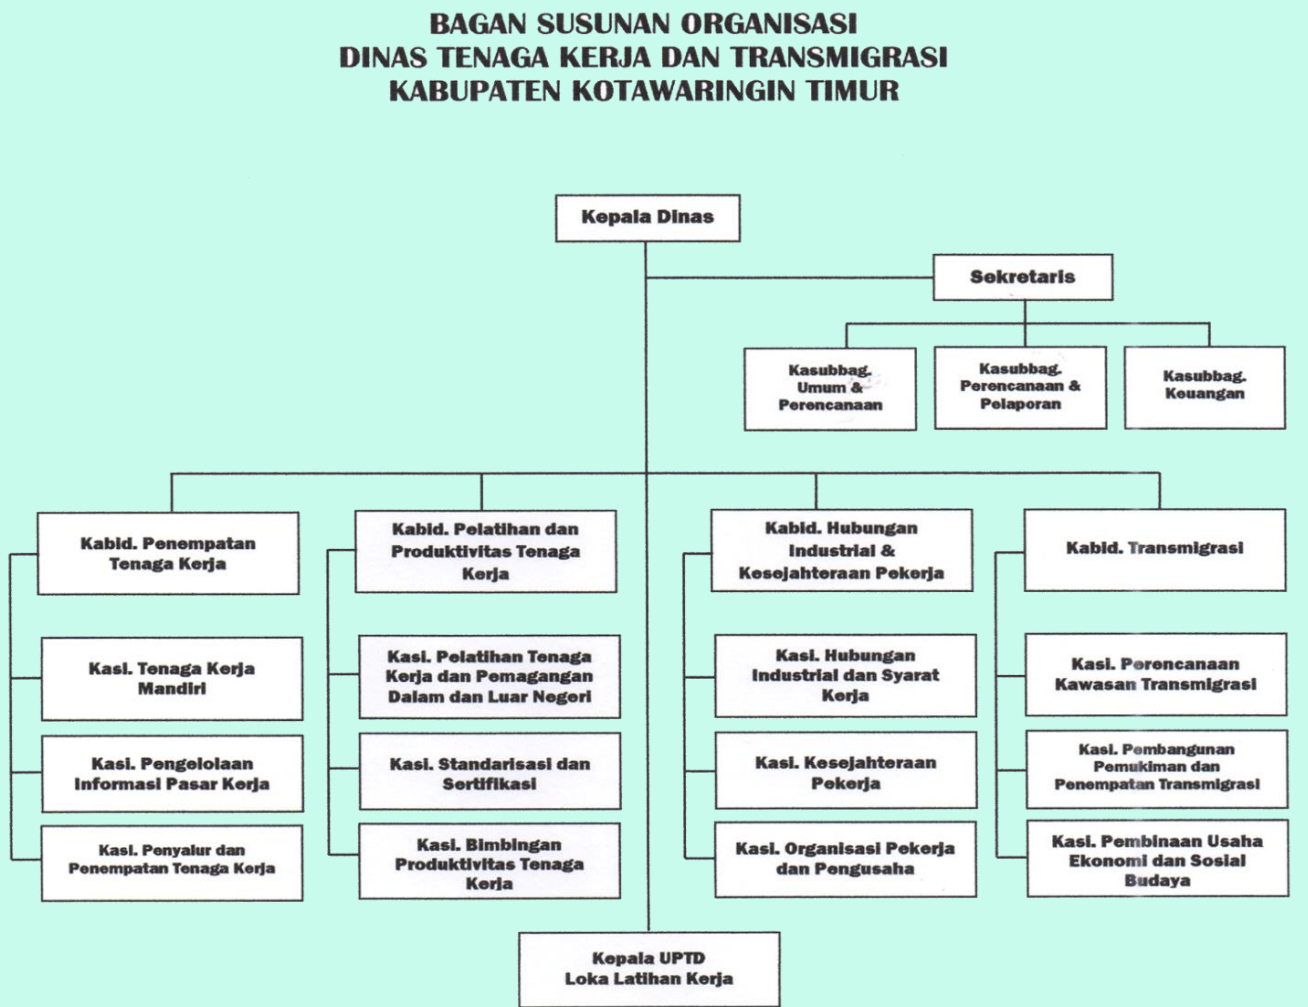 BAGAN SUSUNAN ORGANISASI
DINAS TENAGA KERJA DAN TRANSMIGRASI
KABUPATEN KOTAWARINGIN TIMUR
Kepala Dinas
Sekretaris
Kasubbag.
Umum &
Perencanaan
Kasubbag.
Perencanaan &
Pelaporan
Kasubbag.
Keuangan
Kabid. Penempatan
Tenaga Kerja
Kasi. Tenaga Kerja
Mandiri
Kasi. Pengelolaan
Informasi Pasar Kerja
Kasi. Penyalur dan
Penempatan Tenaga Kerja
Kabid. Pelatihan dan
Produktivitas Tenaga
Kerja
Kasi. Pelatihan Tenaga
Kerja dan Pemagangan
Dalam dan Luar Negeri
Kasi. Standarisasi dan
Sertifikasi
Kasi. Bimbingan
Produktivitas Tenaga
Kerja
Kabid. Hubungan
Industrial &
Kesejahteraan Pekerja
Kasi. Hubungan
Industrial dan Syarat
Kerja
Kasi. Kesejahteraan
Pekerja
Kasi. Organisasi Pekerja
dan Pengusaha
Kabid. Transmigrasi
Kasi. Perencanaan
Kawasan Transmigrasi
Kasi. Pembangunan
Pemukiman dan
Penempatan Transmigrasi
Kasi. Pembinaan Usaha
Ekonomi dan Sosial
Budaya
Kepala UPTD
Loka Latihan Kerja